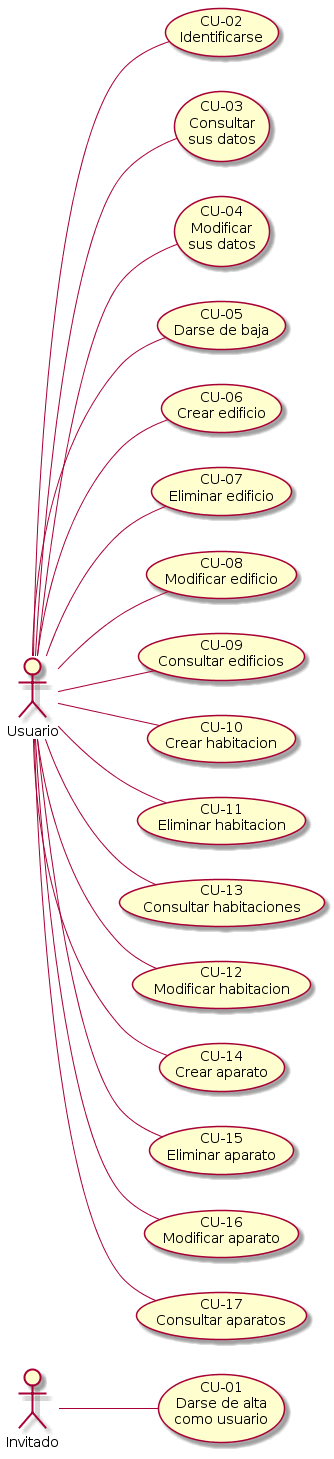 CU-02
Identificarse
CU-03
Consultar
sus datos
CU-04
Modificar
sus datos
CU-05
Darse de baja
CU-06
Crear edificio
CU-07
Eliminar edificio
CU-08
Modificar edificio
CU-09
Consultar edificios
Usuario
CU-10
Crear habitacion
CU-11
Eliminar habitacion
CU-13
Consultar habitaciones
CU-12
Modificar habitacion
CU-14
Crear aparato
CU-15
Eliminar aparato
CU-16
Modificar aparato
CU-17
Consultar aparatos
CU-01
Darse de alta
como usuario
Invitado